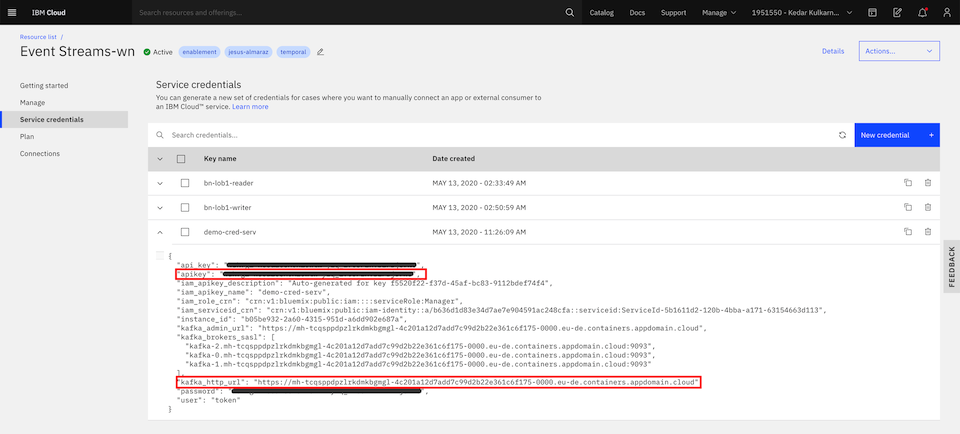 IBM Cloud
Search resources and offerings...
Catalog
Docs
Support
Manage
1951550 - Kedar Kulkarn...
Resource list /
Event Streams-wn
Active
enablement
jesus-almaraz
temporal
Details
Actions...
Getting started
Manage
Service credentials
Plan
Connections
Service credentials
You can generate a new set of credentials for cases where you want to manually connect an app or external consumer to
an IBM Cloud™ service. Learn more
Search credentials...
New credential +
Key name
Date created
bn-lob1-reader
MAY 13, 2020 - 02:33:49 AM
bn-lob1-writer
MAY 13, 2020 - 02:50:59 AM
demo-cred-serv
MAY 13, 2020 - 11:26:09 AM
FEEDBACK
{
"api_key": "
"apikey": "
"iam_apikey_description": "Auto-generated for key f5520f22-f37d-45af-bc83-9112bdef74f4",
"iam_apikey_name": "demo-cred-serv",
"iam_role_crn": "crn:v1:bluemix:public:iam::::serviceRole:Manager",
"iam_serviceid_crn": "crn:v1:bluemix:public:iam-identity::a/b636d1d83e34d7ae7e904591ac248cfa::serviceid:ServiceId-5b1611d2-120b-4bba-a171-63154663d113",
"instance_id": "b05be932-2a60-4315-951d-a6dd902e687a",
"kafka_admin_url": "https://mh-tcqsppdpzlrkdmkbgmgl-4c201a12d7add7c99d2b22e361c6f175-0000.eu-de.containers.appdomain.cloud",
"kafka_brokers_sasl": [
"kafka-2.mh-tcqsppdpzlrkdmkbgmgl-4c201a12d7add7c99d2b22e361c6f175-0000.eu-de.containers.appdomain.cloud:9093",
"kafka-0.mh-tcqsppdpzlrkdmkbgmgl-4c201a12d7add7c99d2b22e361c6f175-0000.eu-de.containers.appdomain.cloud:9093",
"kafka-1.mh-tcqsppdpzlrkdmkbgmgl-4c201a12d7add7c99d2b22e361c6f175-0000.eu-de.containers.appdomain.cloud:9093"
],
"kafka_http_url": "https://mh-tcqsppdpzlrkdmkbgmgl-4c201a12d7add7c99d2b22e361c6f175-0000.eu-de.containers.appdomain.cloud"
"password": "
"user": "token"
}